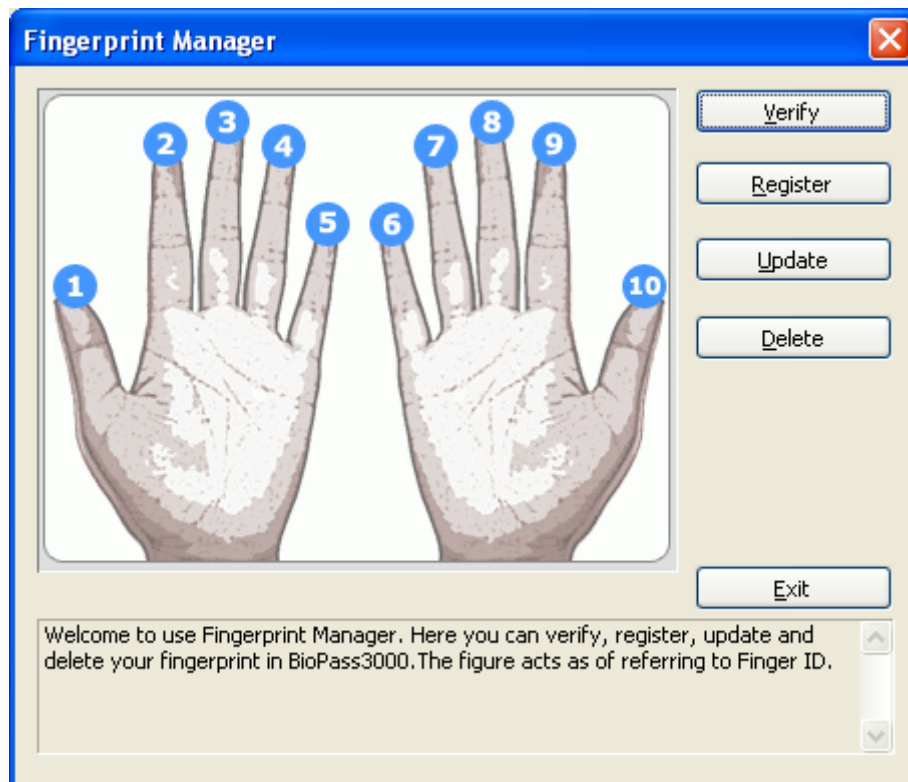 Fingerprint Manager
3
8
2
4
7
9
5
6
1
10
Verify
Register
Update
Delete
Exit
Welcome to use Fingerprint Manager. Here you can verify, register, update and
delete your fingerprint in BioPass3000.The figure acts as of referring to Finger ID.